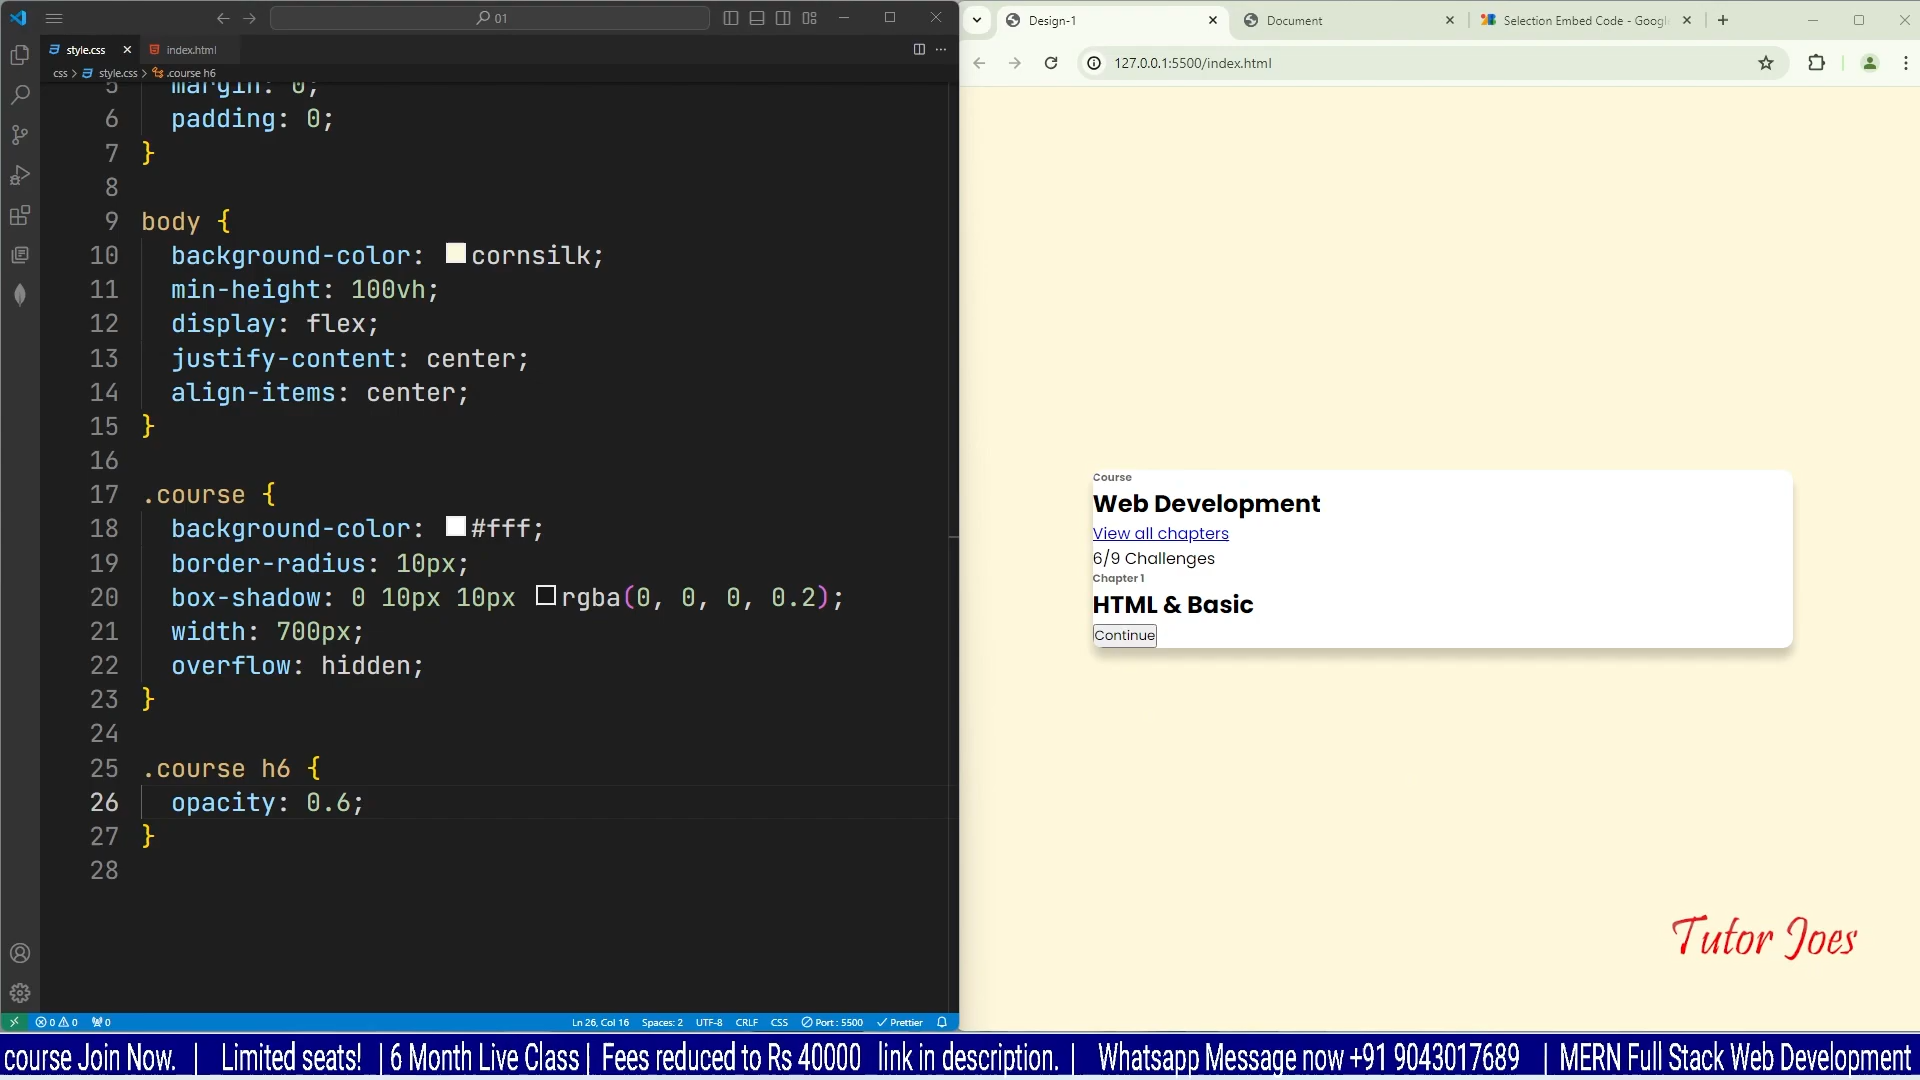 01
style.css
index.html
css > style.css > .course h6
5 margin: 0;
6 padding: 0;
7 }
8
9 body {
10 background-color: cornsilk;
11 min-height: 100vh;
12 display: flex;
13 justify-content: center;
14 align-items: center;
15 }
16
17 .course {
18 background-color: #fff;
19 border-radius: 10px;
20 box-shadow: 0 10px 10px rgba(0, 0, 0, 0.2);
21 width: 700px;
22 overflow: hidden;
23 }
24
25 .course h6 {
26 opacity: 0.6;
27 }
28
0 0 0 Ln 26, Col 16 Spaces: 2 UTF-8 CRLF CSS Port : 5500 Prettier
Design-1
Document
Selection Embed Code - Googl
127.0.0.1:5500/index.html
Course
Web Development
View all chapters
6/9 Challenges
Chapter 1
HTML & Basic
Continue
Tutor Joes
course Join Now. | Limited seats! | 6 Month Live Class | Fees reduced to Rs 40000 link in description. | Whatsapp Message now +91 9043017689 | MERN Full Stack Web Development